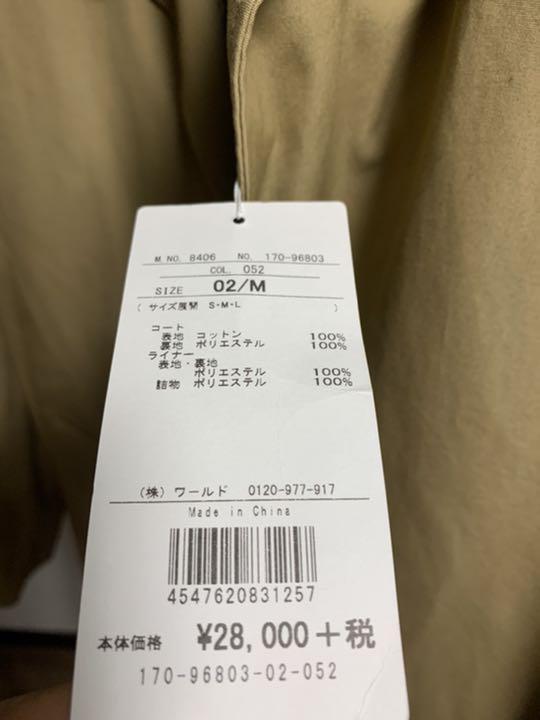 M.NO. 8406 NO. 170-96803
COL. 052
SIZE 02/M
( サイズ展開 S・M・L )
コート
表地 コットン 100%
裏地 ポリエステル 100%
ライナー
表地・裏地
ポリエステル 100%
詰物 ポリエステル 100%
(株) ワールド 0120-977-917
Made in China
4547620831257
本体価格 ¥28,000+税
170-96803-02-052